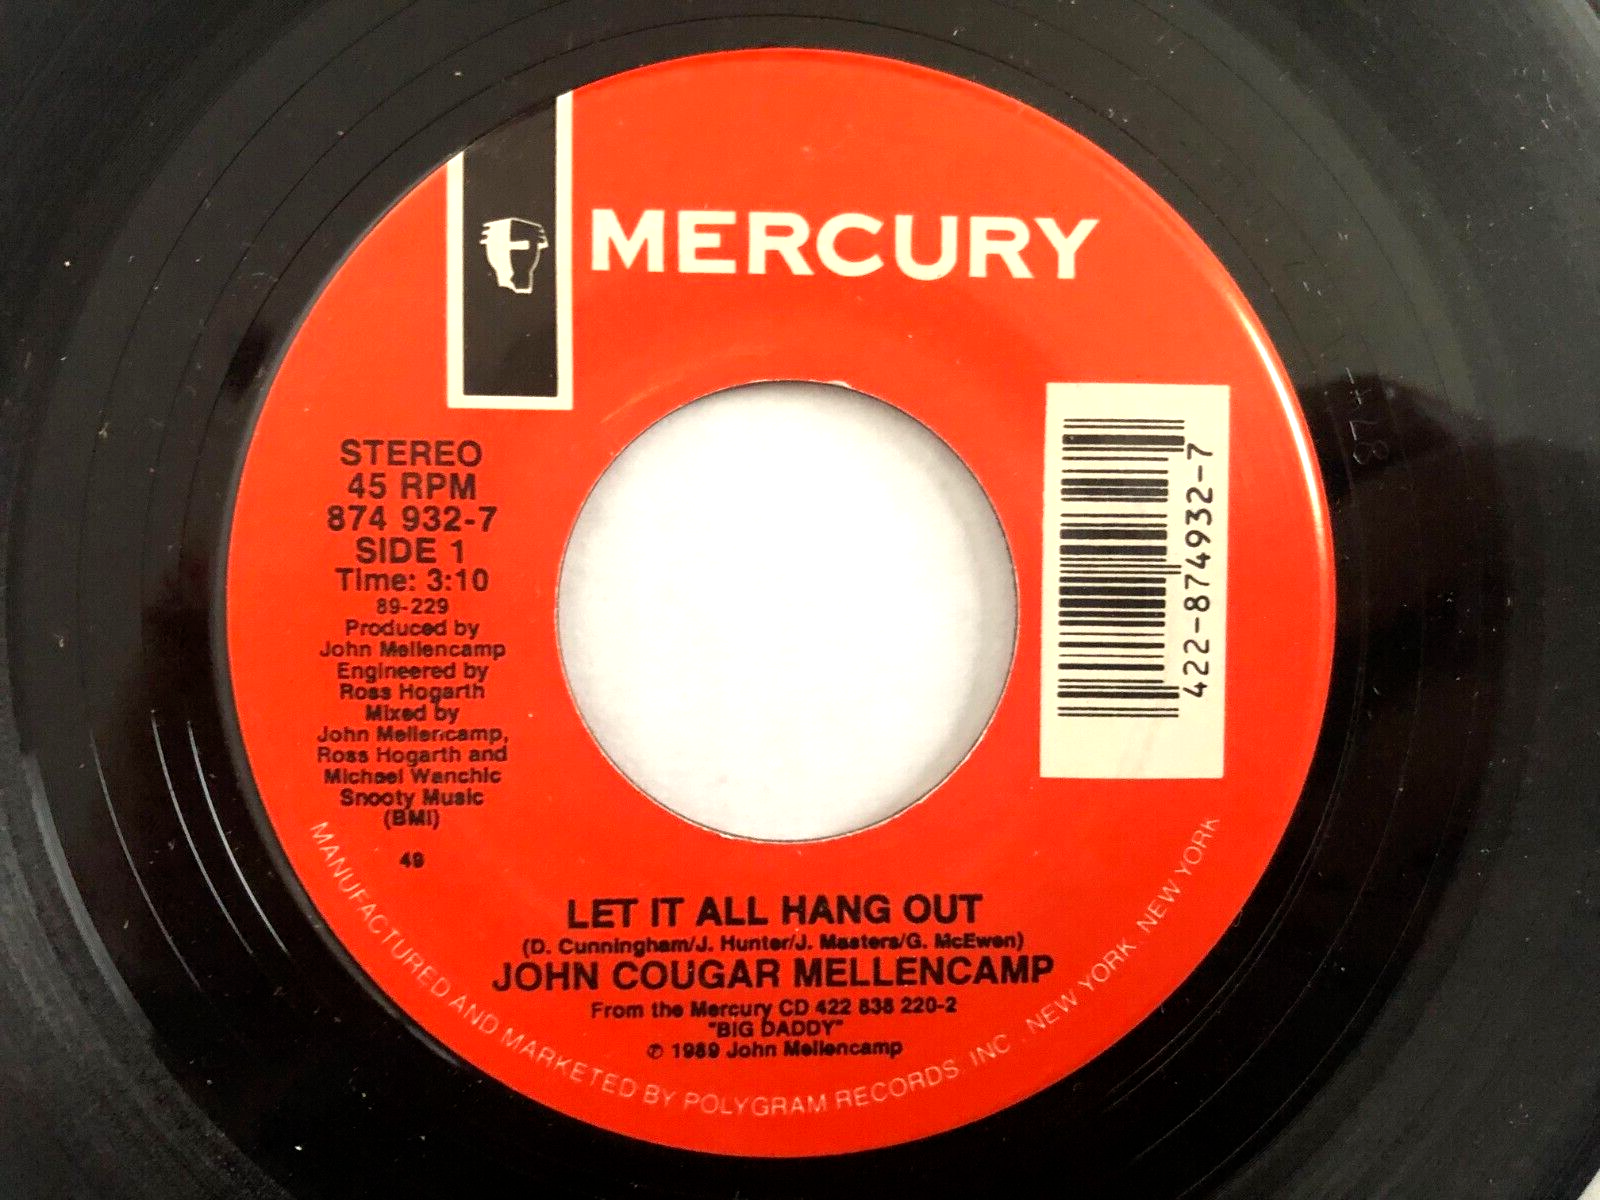 MERCURY
STEREO
45 RPM
874 932-7
SIDE 1
Time: 3:10
89-229
Produced by
John Mellencamp
Engineered by
Ross Hogarth
Mixed by
John Mellencamp,
Ross Hogarth and
Michael Wanchic
Snooty Music
(BMI)
49
422-874932-7
LET IT ALL HANG OUT
(D. Cunningham/J. Hunter/J. Masters/G. McEwen)
JOHN COUGAR MELLENCAMP
From the Mercury CD 422 838 220-2
"BIG DADDY"
℗ 1989 John Mellencamp
MANUFACTURED AND MARKETED BY POLYGRAM RECORDS, INC., NEW YORK, NEW YORK
874